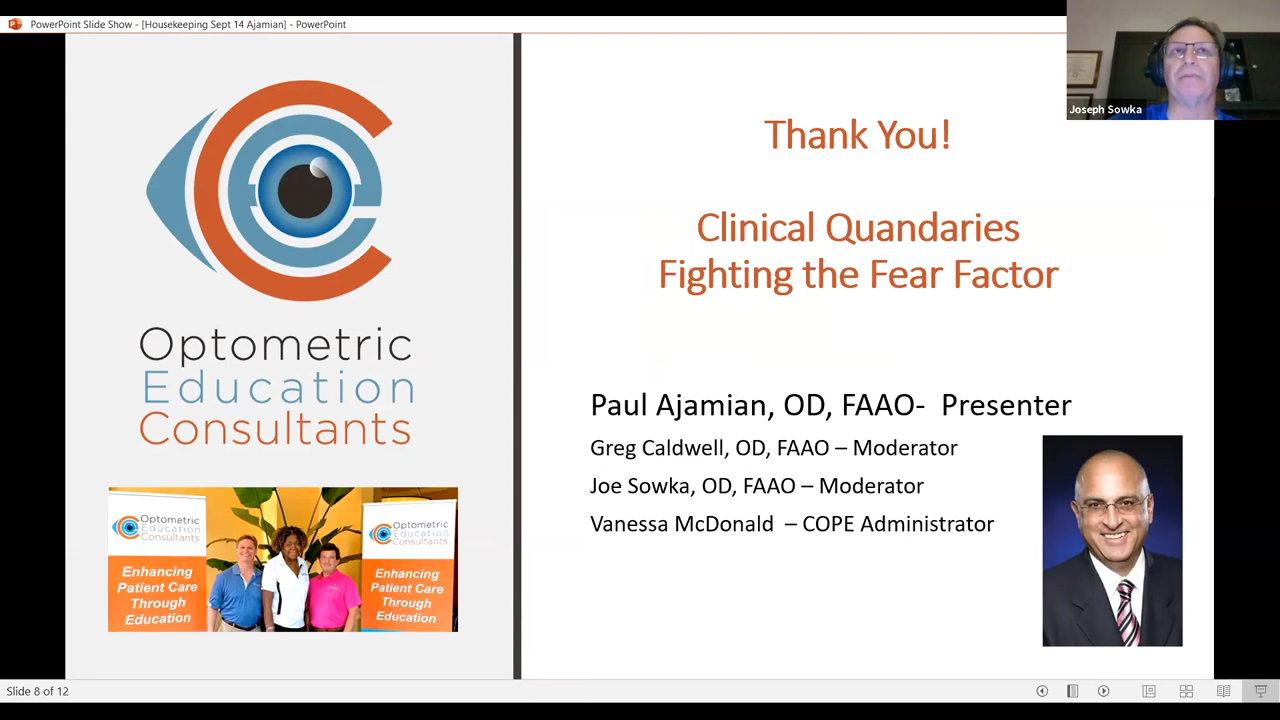 PowerPoint Slide Show - [Housekeeping Sept 14 Ajamian] - PowerPoint
Joseph Sowka
Thank You!
Clinical Quandaries
Fighting the Fear Factor
Optometric
Education
Consultants
Paul Ajamian, OD, FAAO- Presenter
Greg Caldwell, OD, FAAO – Moderator
Joe Sowka, OD, FAAO – Moderator
Vanessa McDonald – COPE Administrator
Optometric
Education
Consultants
Enhancing
Patient Care
Through
Education
Optometric
Education
Consultants
Enhancing
Patient Care
Through
Education
Slide 8 of 12